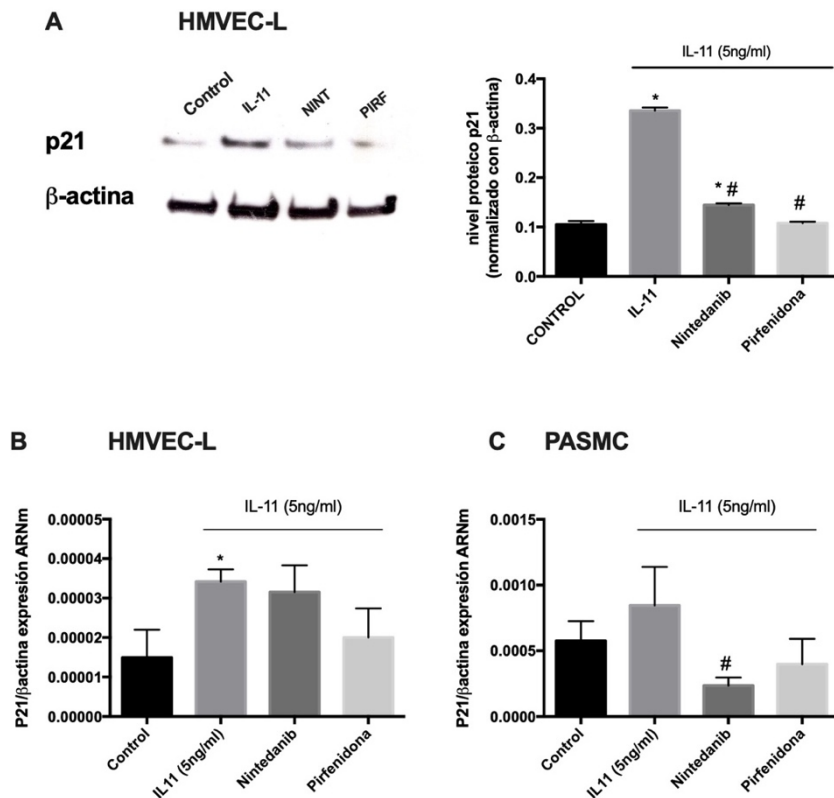 A HMVEC-L
Control IL-11 NINT PIRF
p21
β-actina
IL-11 (5ng/ml)
nivel proteico p21
(normalizado con β-actina)
0.4
0.3
0.2
0.1
0.0
*
* #
#
CONTROL
IL-11
Nintedanib
Pirfenidona
B HMVEC-L
IL-11 (5ng/ml)
P21/βactina expresión ARNm
0.00005
0.00004
0.00003
0.00002
0.00001
0.00000
*
Control
IL11 (5ng/ml)
Nintedanib
Pirfenidona
C PASMC
IL-11 (5ng/ml)
P21/βactina expresión ARNm
0.0015
0.0010
0.0005
0.0000
#
Control
IL11 (5ng/ml)
Nintedanib
Pirfenidona